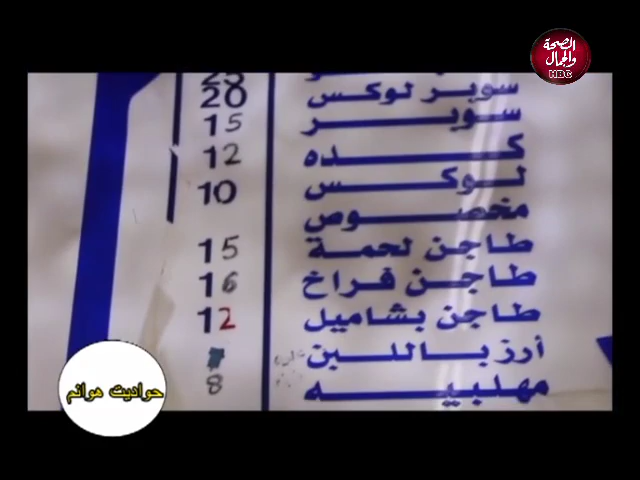 الصحة
والجمال
HBG
سوبر لوكس 20
سوبر 15
كده 12
لوكس 10
مخصوص
طاجن لحمة 15
طاجن فراخ 16
طاجن بشاميل 12
أرز باللبن
مهلبيه 8
حواديت هوانم